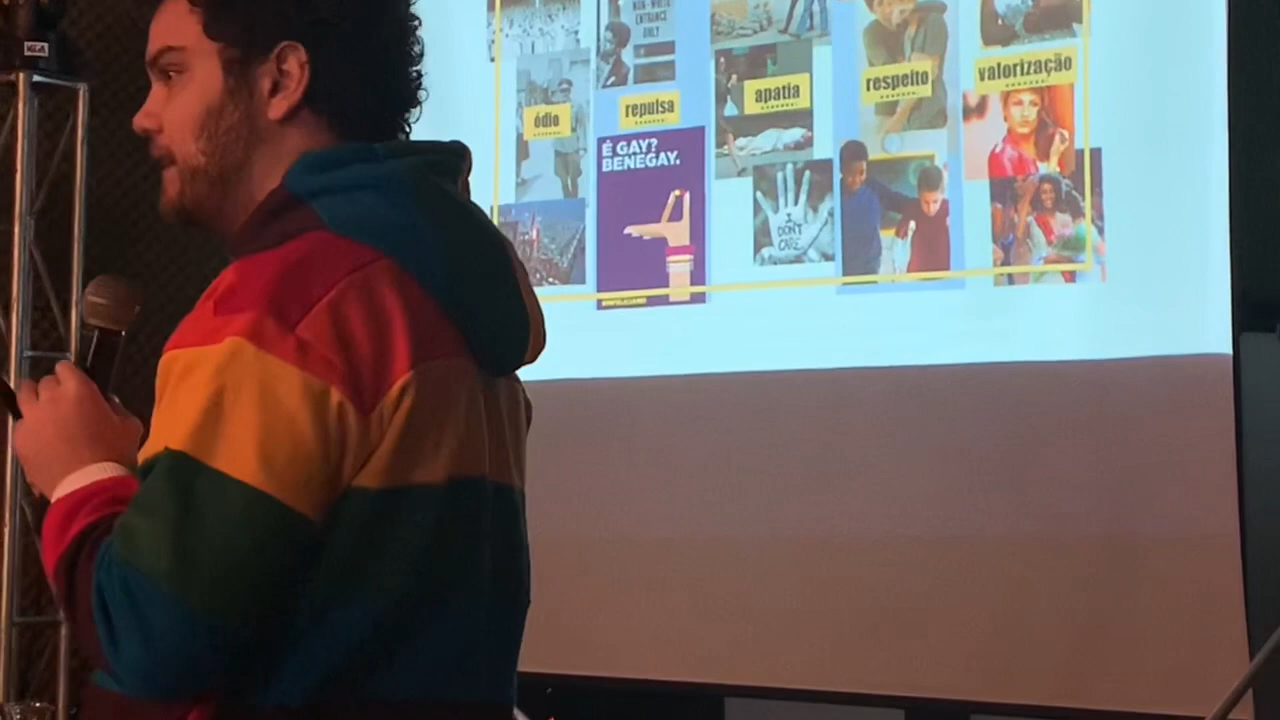 NON-WHITE
ENTRANCE
ONLY
ódio
repulsa
apatia
respeito
valorização
É GAY?
BENEGAY.
I
DON'T
CARE